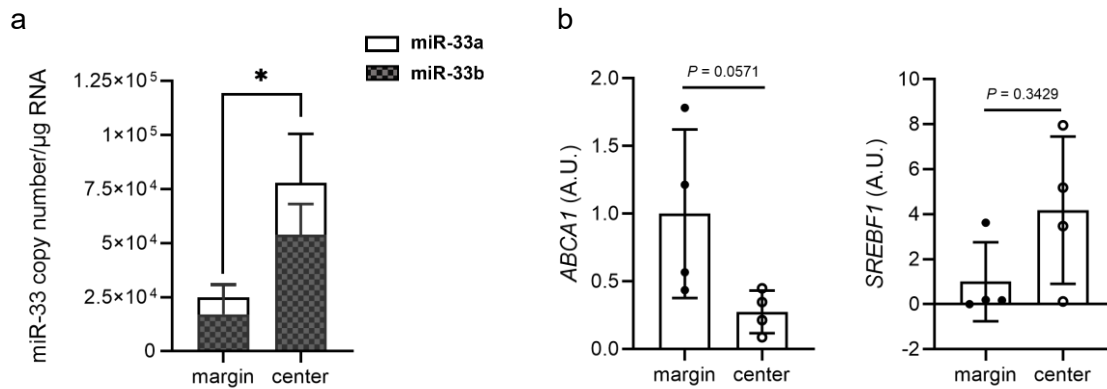 a
miR-33a
miR-33b
miR-33 copy number/μg RNA
1.25×10⁵
1×10⁵
7.5×10⁴
5×10⁴
2.5×10⁴
0
*
margin center
b
ABCA1 (A.U.)
2.0
1.5
1.0
0.5
0.0
P = 0.0571
margin center
SREBF1 (A.U.)
10
8
6
4
2
0
-2
P = 0.3429
margin center